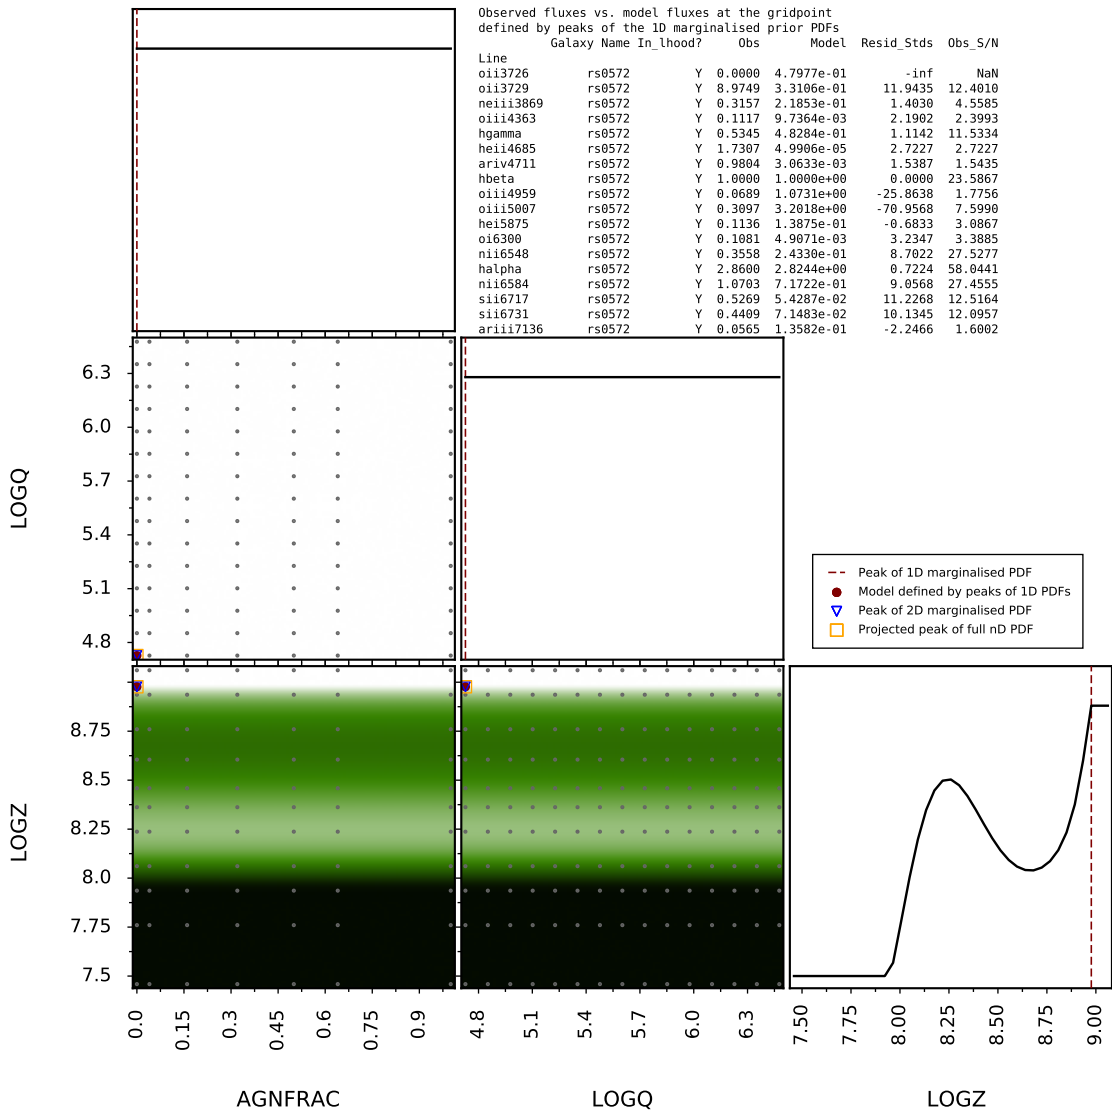 Observed fluxes vs. model fluxes at the gridpoint
defined by peaks of the 1D marginalised prior PDFs
Galaxy Name In_lhood? Obs Model Resid_Stds Obs_S/N
Line
oii3726 rs0572 Y 0.0000 4.7977e-01 -inf NaN
oii3729 rs0572 Y 8.9749 3.3106e-01 11.9435 12.4010
neiii3869 rs0572 Y 0.3157 2.1853e-01 1.4030 4.5585
oiii4363 rs0572 Y 0.1117 9.7364e-03 2.1902 2.3993
hgamma rs0572 Y 0.5345 4.8284e-01 1.1142 11.5334
heii4685 rs0572 Y 1.7307 4.9906e-05 2.7227 2.7227
ariv4711 rs0572 Y 0.9804 3.0633e-03 1.5387 1.5435
hbeta rs0572 Y 1.0000 1.0000e+00 0.0000 23.5867
oiii4959 rs0572 Y 0.0689 1.0731e+00 -25.8638 1.7756
oiii5007 rs0572 Y 0.3097 3.2018e+00 -70.9568 7.5990
hei5875 rs0572 Y 0.1136 1.3875e-01 -0.6833 3.0867
oi6300 rs0572 Y 0.1081 4.9071e-03 3.2347 3.3885
nii6548 rs0572 Y 0.3558 2.4330e-01 8.7022 27.5277
halpha rs0572 Y 2.8600 2.8244e+00 0.7224 58.0441
nii6584 rs0572 Y 1.0703 7.1722e-01 9.0568 27.4555
sii6717 rs0572 Y 0.5269 5.4287e-02 11.2268 12.5164
sii6731 rs0572 Y 0.4409 7.1483e-02 10.1345 12.0957
ariii7136 rs0572 Y 0.0565 1.3582e-01 -2.2466 1.6002
LOGQ
6.3
6.0
5.7
5.4
5.1
4.8
Peak of 1D marginalised PDF
Model defined by peaks of 1D PDFs
Peak of 2D marginalised PDF
Projected peak of full nD PDF
LOGZ
8.75
8.5
8.25
8.0
7.75
7.5
0.0 0.15 0.3 0.45 0.6 0.75 0.9
4.8 5.1 5.4 5.7 6.0 6.3
7.50 7.75 8.00 8.25 8.50 8.75 9.00
AGNFRAC LOGQ LOGZ